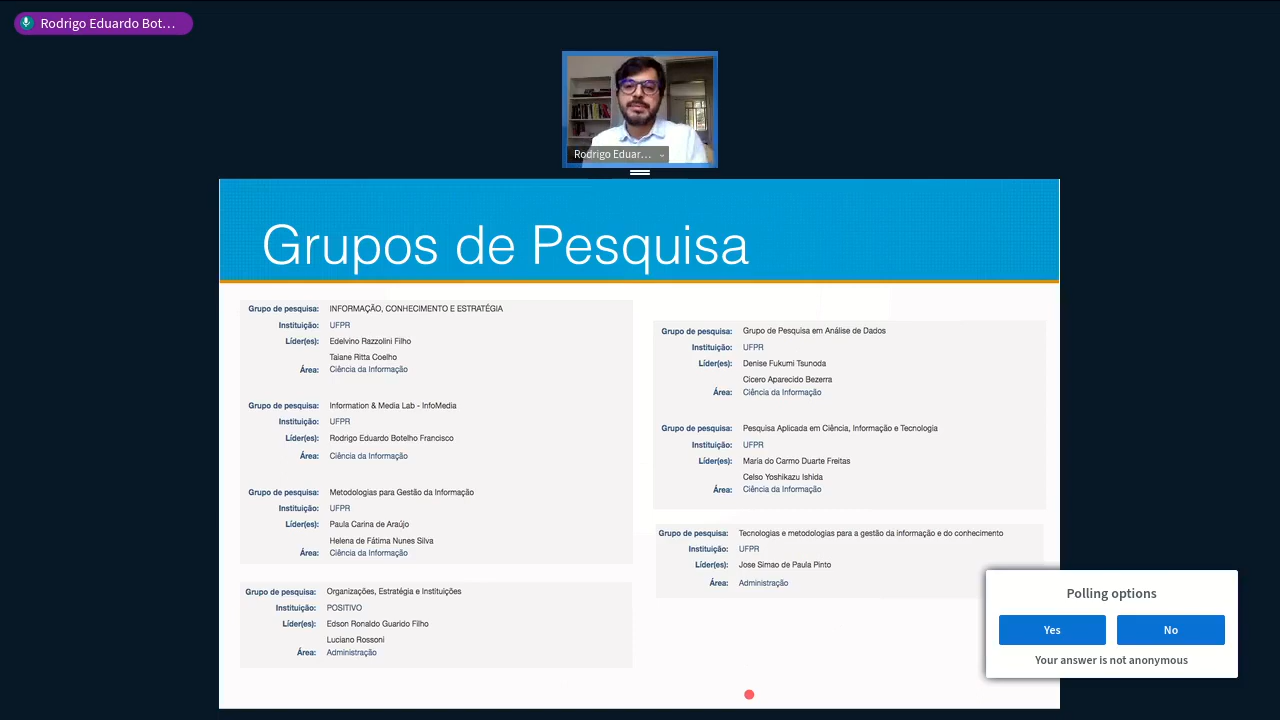 Rodrigo Eduardo Bot...
Rodrigo Eduar...
Grupos de Pesquisa
Grupo de pesquisa: INFORMAÇÃO, CONHECIMENTO E ESTRATÉGIA
Instituição: UFPR
Líder(es): Edelvino Razzolini Filho
Taiane Ritta Coelho
Área: Ciência da Informação
Grupo de pesquisa: Information & Media Lab - InfoMedia
Instituição: UFPR
Líder(es): Rodrigo Eduardo Botelho Francisco
Área: Ciência da Informação
Grupo de pesquisa: Metodologias para Gestão da Informação
Instituição: UFPR
Líder(es): Paula Carina de Araújo
Helena de Fátima Nunes Silva
Área: Ciência da Informação
Grupo de pesquisa: Organizações, Estratégia e Instituições
Instituição: POSITIVO
Líder(es): Edson Ronaldo Guarido Filho
Luciano Rossoni
Área: Administração
Grupo de pesquisa: Grupo de Pesquisa em Análise de Dados
Instituição: UFPR
Líder(es): Denise Fukumi Tsunoda
Cicero Aparecido Bezerra
Área: Ciência da Informação
Grupo de pesquisa: Pesquisa Aplicada em Ciência, Informação e Tecnologia
Instituição: UFPR
Líder(es): Maria do Carmo Duarte Freitas
Celso Yoshikazu Ishida
Área: Ciência da Informação
Grupo de pesquisa: Tecnologias e metodologias para a gestão da informação e do conhecimento
Instituição: UFPR
Líder(es): Jose Simao de Paula Pinto
Área: Administração
Polling options
Yes No
Your answer is not anonymous